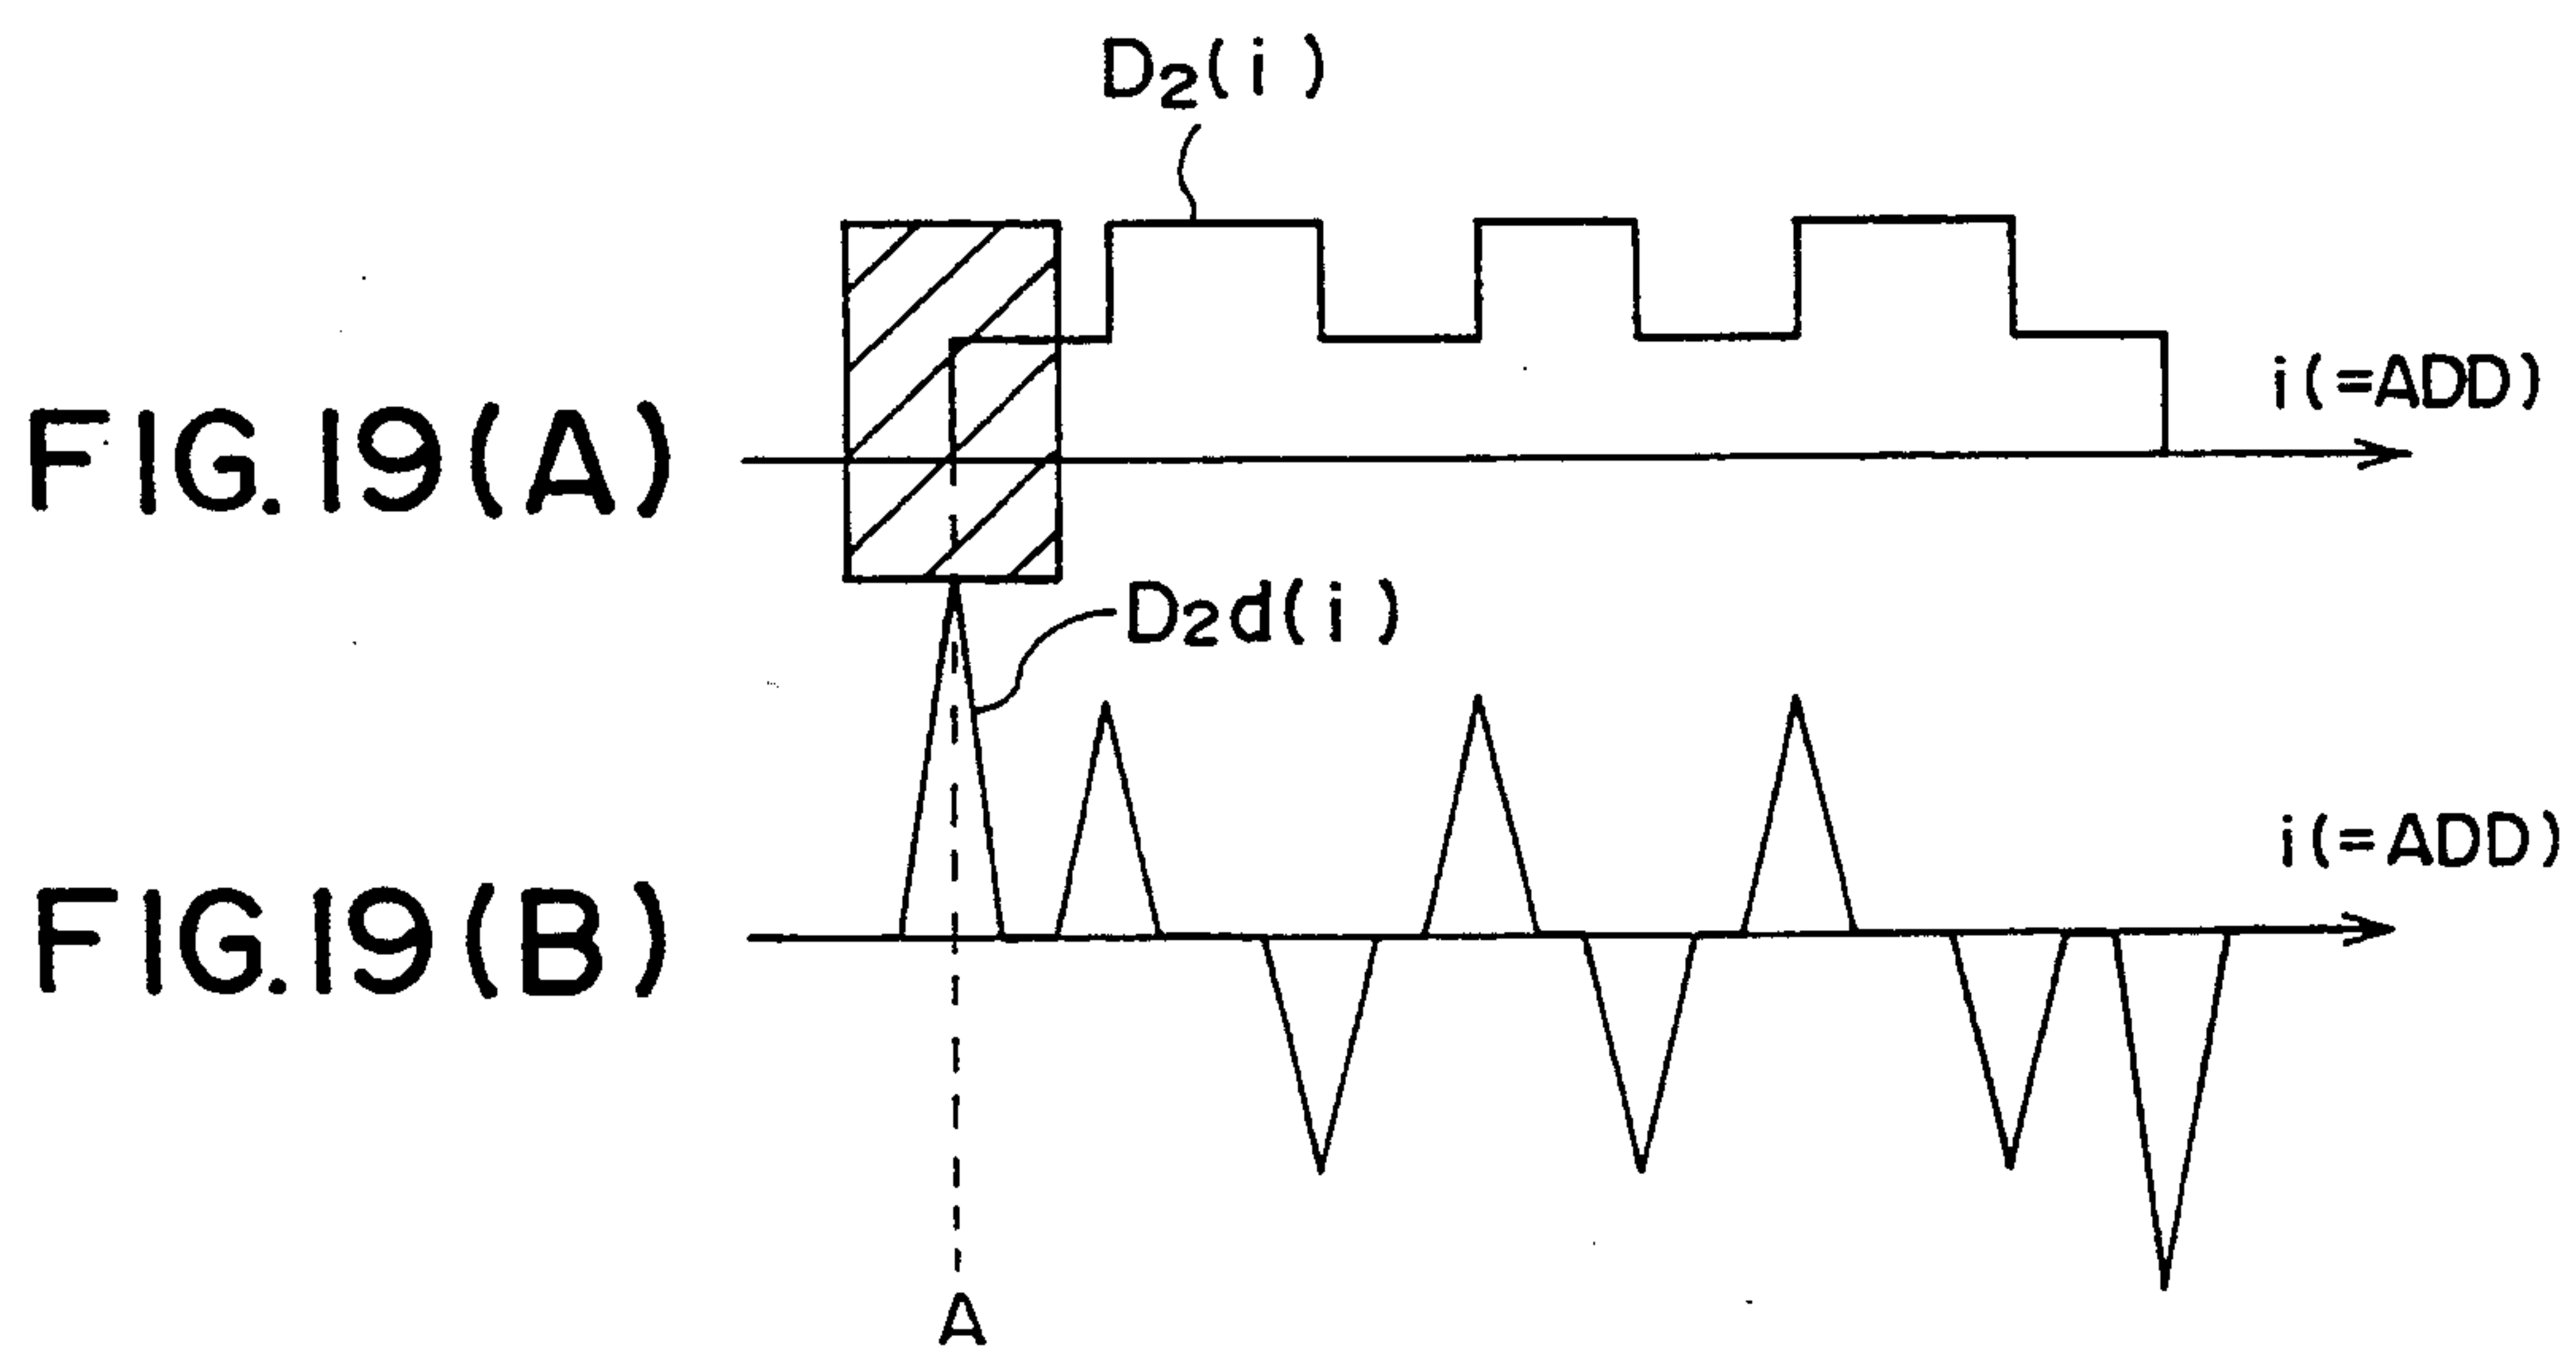 D2(i)
i(=ADD)
FIG. 19(A)
D2d(i)
i(=ADD)
FIG. 19(B)
A